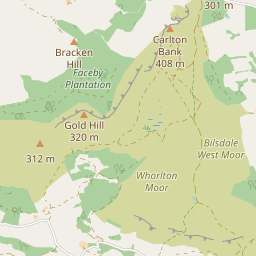 301 m
Carlton
Bank
408 m
Bracken
Hill
Faceby
Plantation
Gold Hill
320 m
312 m
Bilsdale
West Moor
Whorlton
Moor